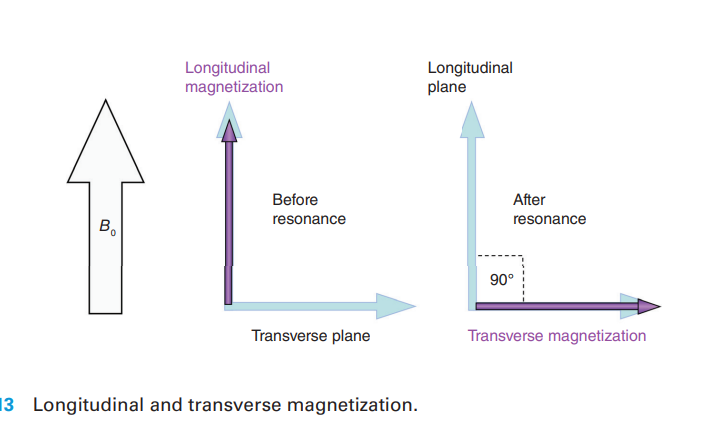 Longitudinal
magnetization
Longitudinal
plane
B₀
Before
resonance
After
resonance
90°
Transverse plane
Transverse magnetization
13 Longitudinal and transverse magnetization.